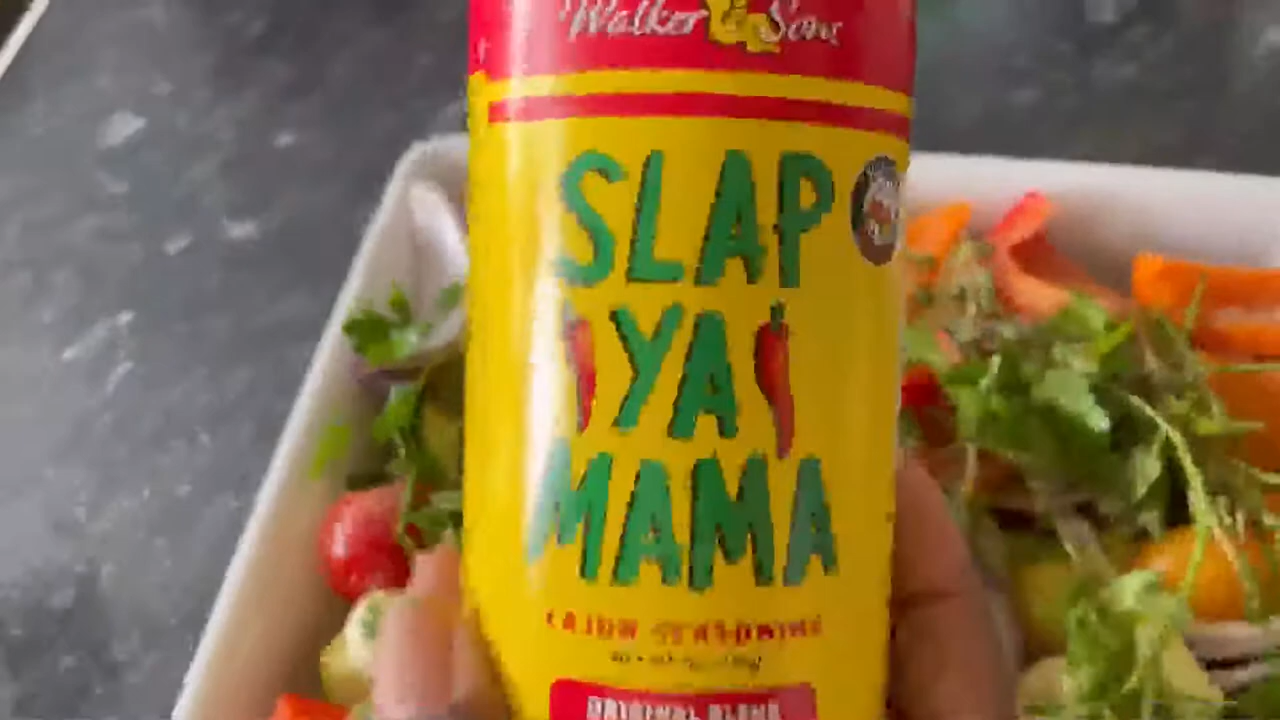 Walker & Sons
SLAP
YA
MAMA
CAJUN SEASONING
ORIGINAL BLEND